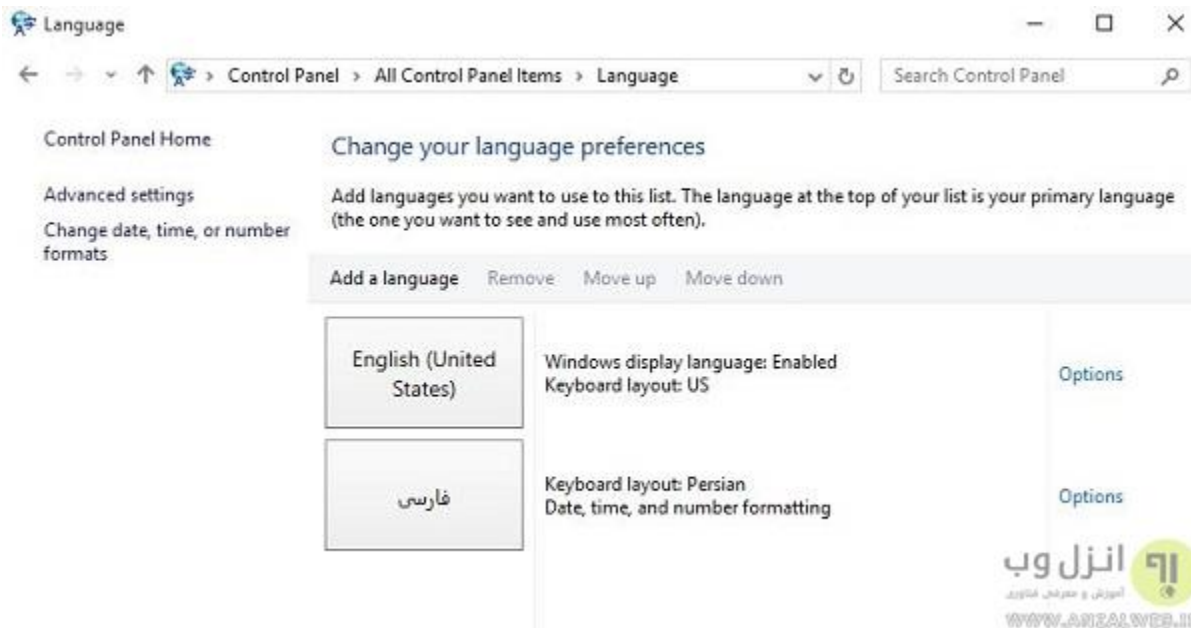 Language
Control Panel > All Control Panel Items > Language
Search Control Panel
Control Panel Home
Advanced settings
Change date, time, or number
formats
Change your language preferences
Add languages you want to use to this list. The language at the top of your list is your primary language
(the one you want to see and use most often).
Add a language Remove Move up Move down
English (United
States)
Windows display language: Enabled
Keyboard layout: US
Options
فارسی
Keyboard layout: Persian
Date, time, and number formatting
Options
انزل وب
آموزش و معرفی فناوری
WWW.ANZALWEB.I